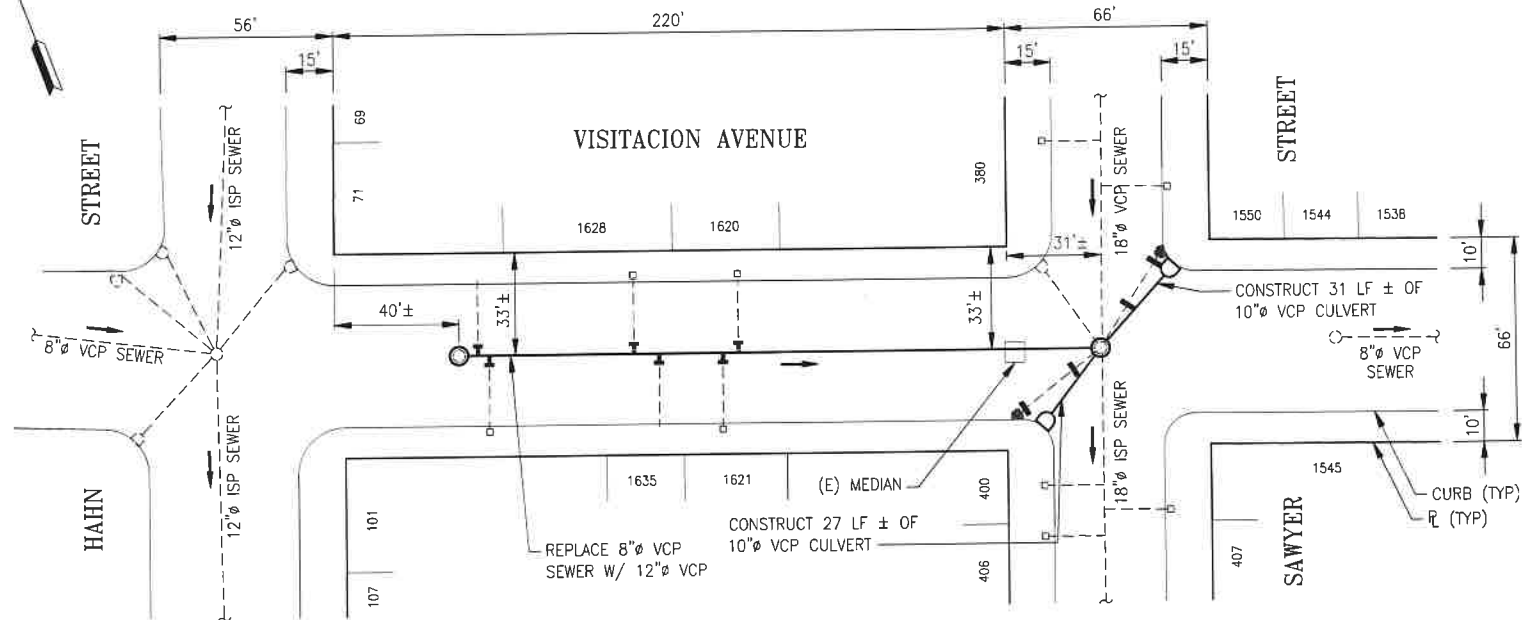 56'
220'
66'
15'
15'
15'
STREET
12"ø ISP SEWER
69
71
VISITACION AVENUE
380
18"ø VCP SEWER
STREET
1628
1620
1550
1544
1538
31'±
10'
40'±
33'±
33'±
CONSTRUCT 31 LF ± OF
10"ø VCP CULVERT
8"ø VCP SEWER
8"ø VCP
SEWER
66'
10'
HAHN
12"ø ISP SEWER
101
107
1635
1621
(E) MEDIAN
400
406
18"ø ISP SEWER
1545
407
SAWYER
CURB (TYP)
PL (TYP)
REPLACE 8"ø VCP
SEWER W/ 12"ø VCP
CONSTRUCT 27 LF ± OF
10"ø VCP CULVERT